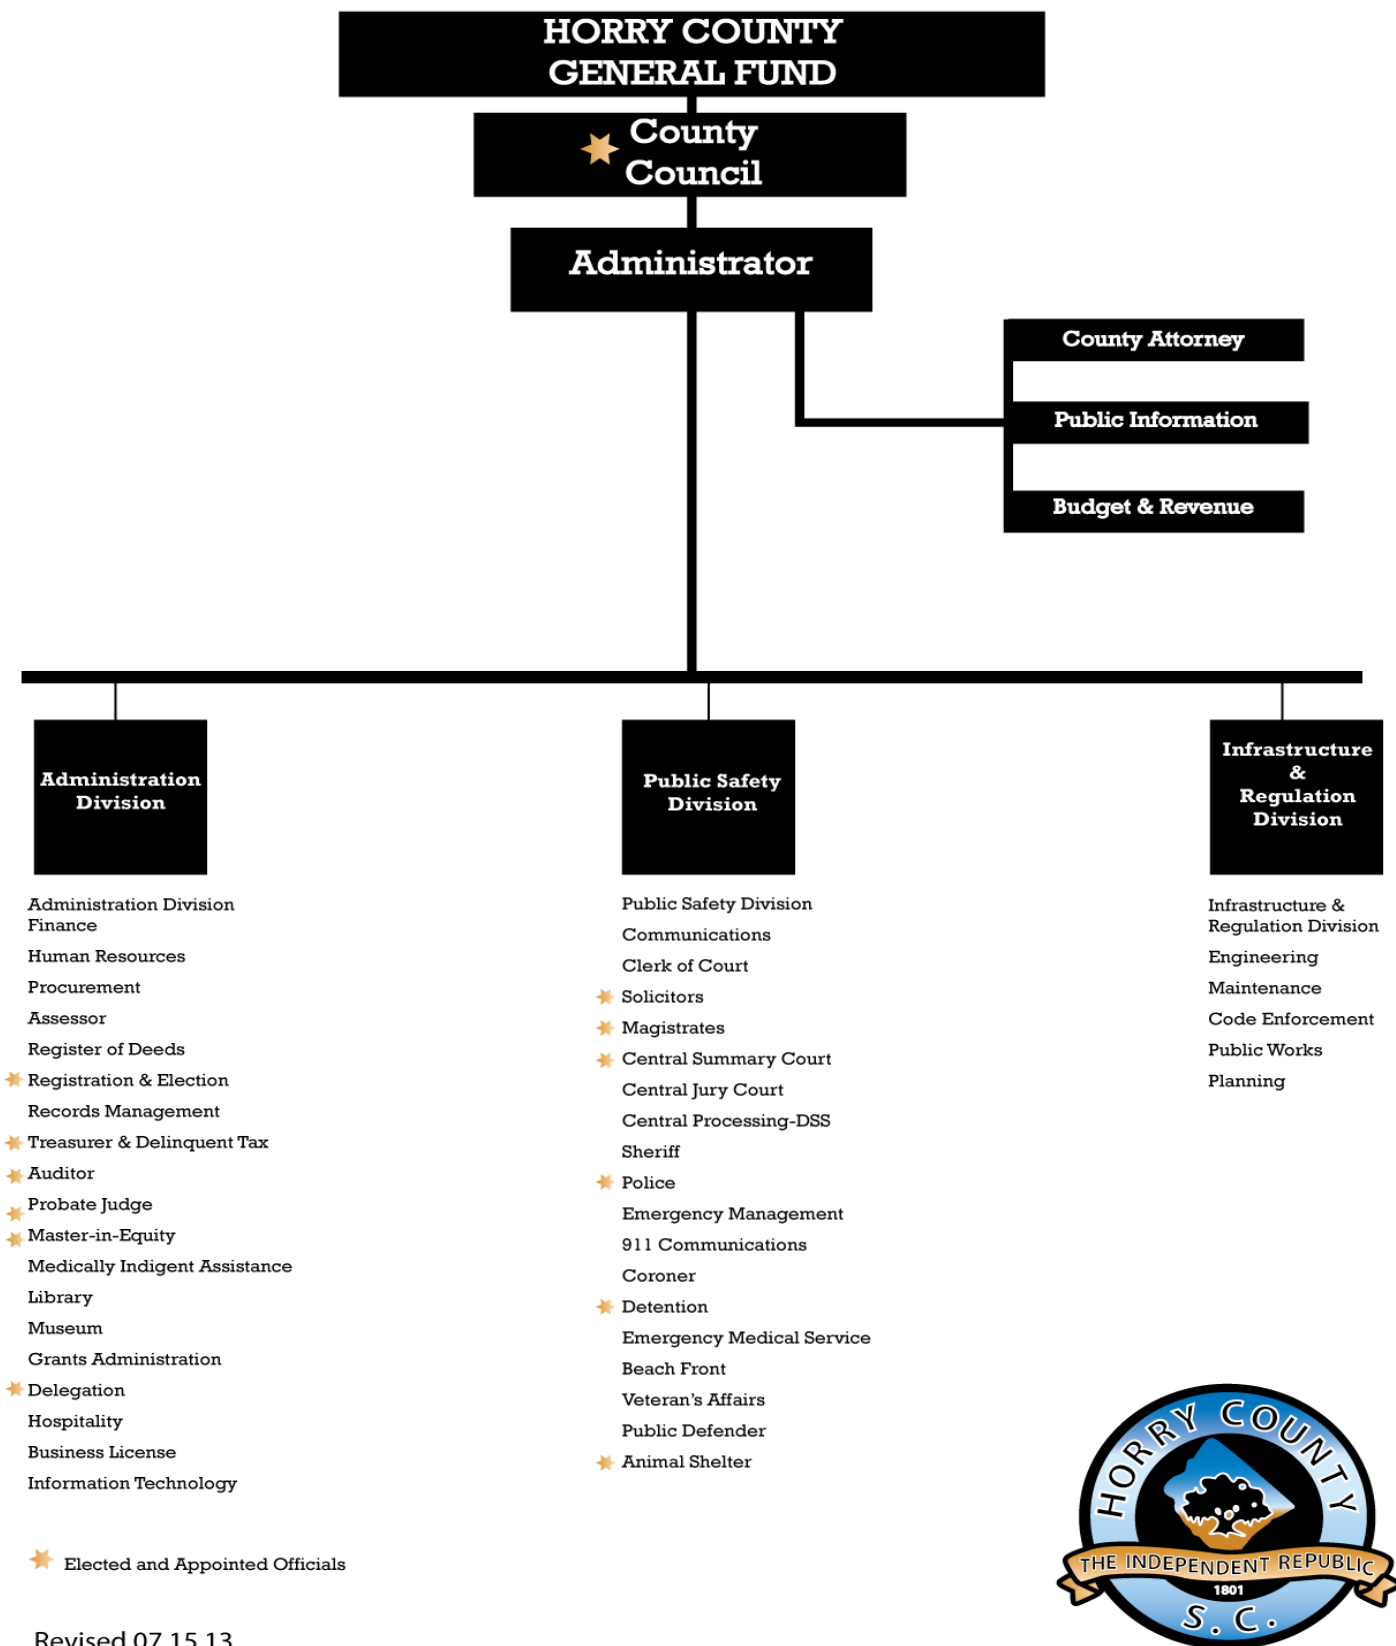 HORRY COUNTY
GENERAL FUND
County
Council
Administrator
County Attorney
Public Information
Budget & Revenue
Administration
Division
Public Safety
Division
Infrastructure
&
Regulation
Division
Administration Division
Finance
Human Resources
Procurement
Assessor
Register of Deeds
Registration & Election
Records Management
Treasurer & Delinquent Tax
Auditor
Probate Judge
Master-in-Equity
Medically Indigent Assistance
Library
Museum
Grants Administration
Delegation
Hospitality
Business License
Information Technology
Public Safety Division
Communications
Clerk of Court
Solicitors
Magistrates
Central Summary Court
Central Jury Court
Central Processing-DSS
Sheriff
Police
Emergency Management
911 Communications
Coroner
Detention
Emergency Medical Service
Beach Front
Veteran's Affairs
Public Defender
Animal Shelter
Infrastructure &
Regulation Division
Engineering
Maintenance
Code Enforcement
Public Works
Planning
Elected and Appointed Officials
Revised 07.15.13
HORRY COUNTY
THE INDEPENDENT REPUBLIC
1801
S. C.